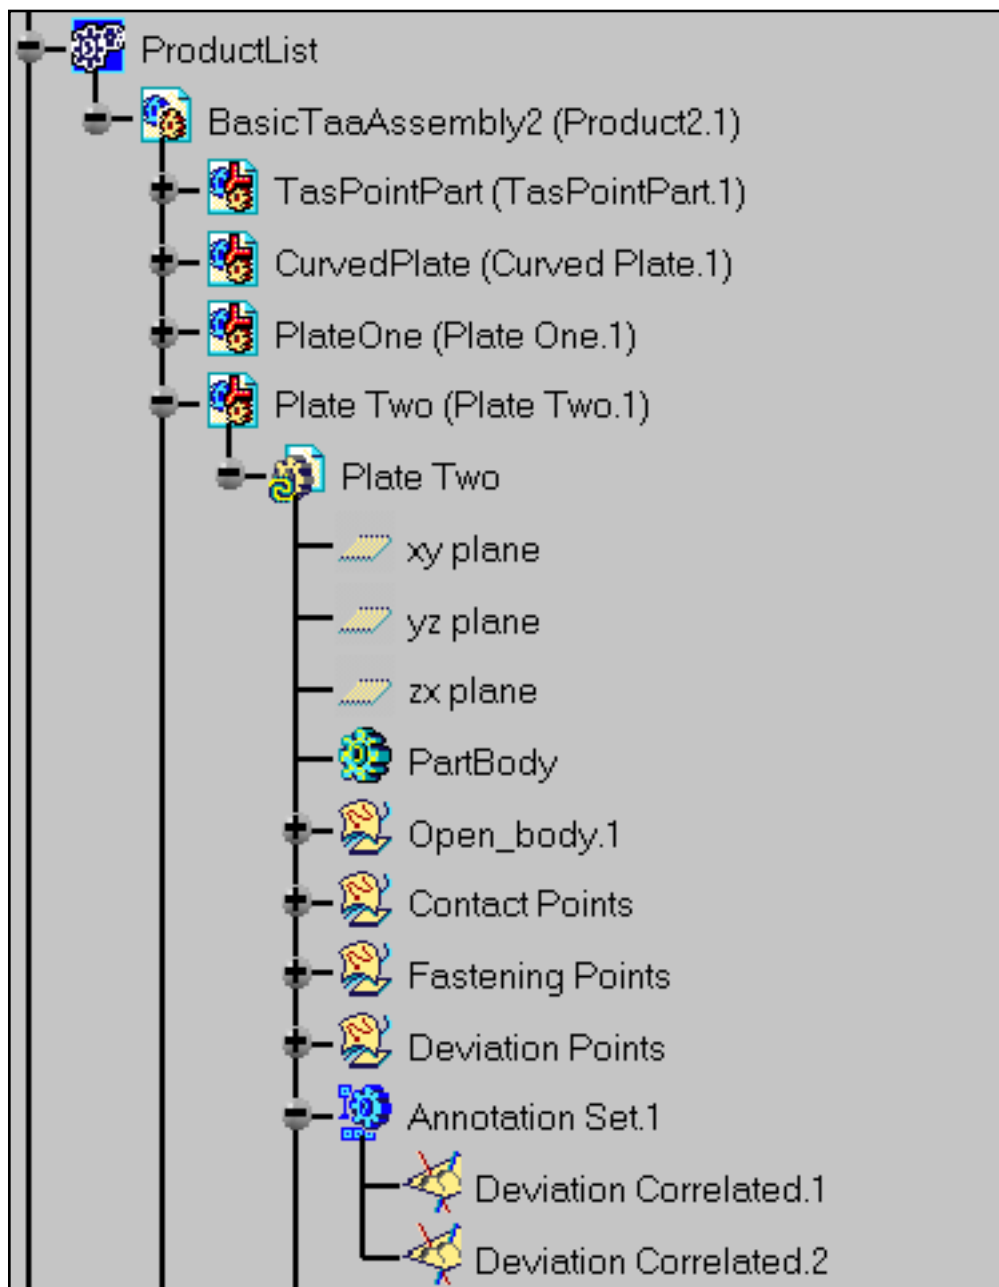 ProductList
BasicTaaAssembly2 (Product2.1)
TasPointPart (TasPointPart.1)
CurvedPlate (Curved Plate.1)
PlateOne (Plate One.1)
Plate Two (Plate Two.1)
Plate Two
xy plane
yz plane
zx plane
PartBody
Open_body.1
Contact Points
Fastening Points
Deviation Points
Annotation Set.1
Deviation Correlated.1
Deviation Correlated.2